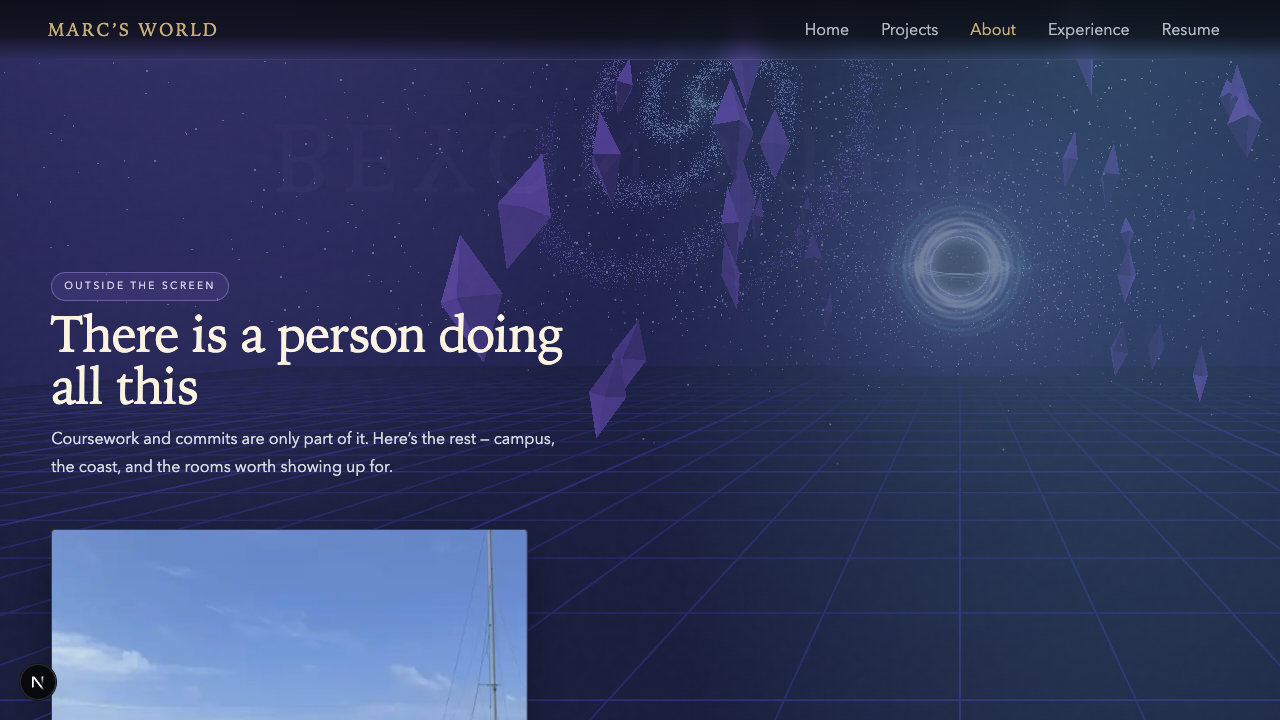 MARC'S WORLD
Home Projects About Experience Resume
OUTSIDE THE SCREEN
There is a person doing
all this
Coursework and commits are only part of it. Here's the rest – campus,
the coast, and the rooms worth showing up for.
N